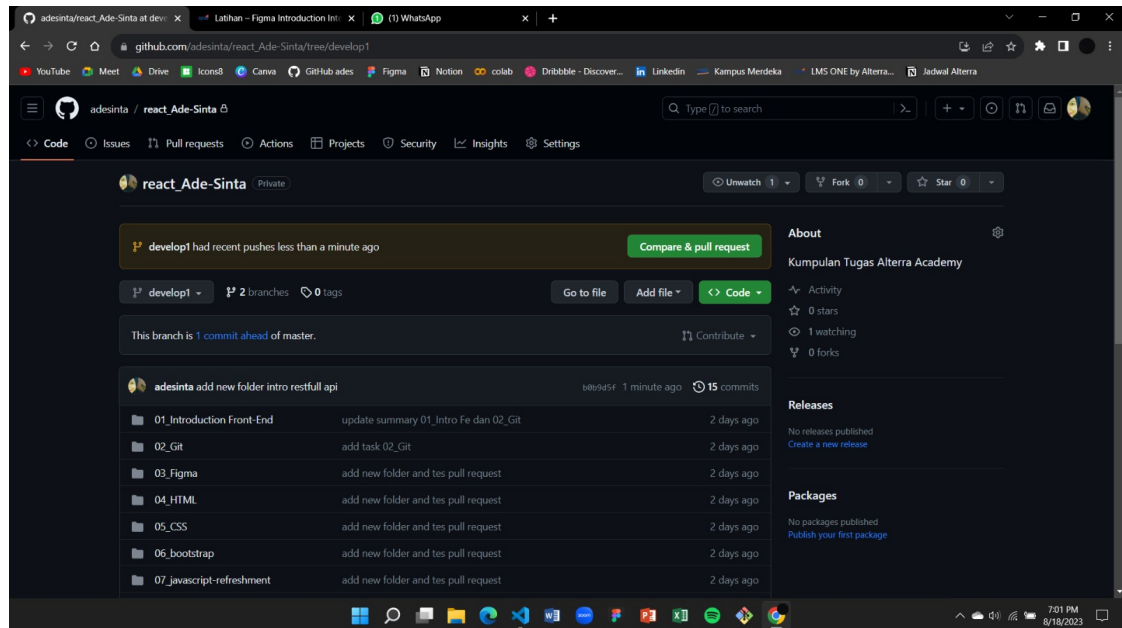 adesinta/react_Ade-Sinta at deve
Latihan – Figma Introduction Inte
(1) WhatsApp
github.com/adesinta/react_Ade-Sinta/tree/develop1
YouTube Meet Drive Icons8 Canva GitHub ades Figma Notion colab Dribbble - Discover... Linkedin Kampus Merdeka LMS ONE by Alterra... Jadwal Alterra
adesinta / react_Ade-Sinta
Type / to search
Code Issues Pull requests Actions Projects Security Insights Settings
react_Ade-Sinta Private
Unwatch 1 Fork 0 Star 0
develop1 had recent pushes less than a minute ago
Compare & pull request
develop1 2 branches 0 tags
Go to file Add file Code
This branch is 1 commit ahead of master.
Contribute
adesinta add new folder intro restfull api b0b9d5f 1 minute ago 15 commits
01_Introduction Front-End update summary 01_Intro Fe dan 02_Git 2 days ago
02_Git add task 02_Git 2 days ago
03_Figma add new folder and tes pull request 2 days ago
04_HTML add new folder and tes pull request 2 days ago
05_CSS add new folder and tes pull request 2 days ago
06_bootstrap add new folder and tes pull request 2 days ago
07_javascript-refreshment add new folder and tes pull request 2 days ago
About
Kumpulan Tugas Alterra Academy
Activity
0 stars
1 watching
0 forks
Releases
No releases published
Create a new release
Packages
No packages published
Publish your first package
7:01 PM
8/18/2023